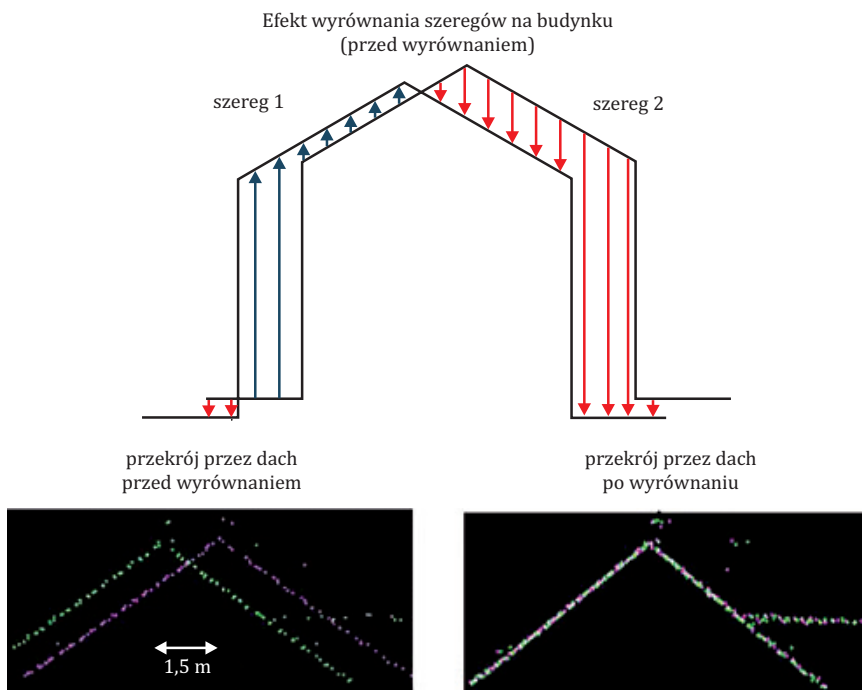 Efekt wyrównania szeregów na budynku
(przed wyrównaniem)
szereg 1
szereg 2
przekrój przez dach
przed wyrównaniem
przekrój przez dach
po wyrównaniu
1,5 m